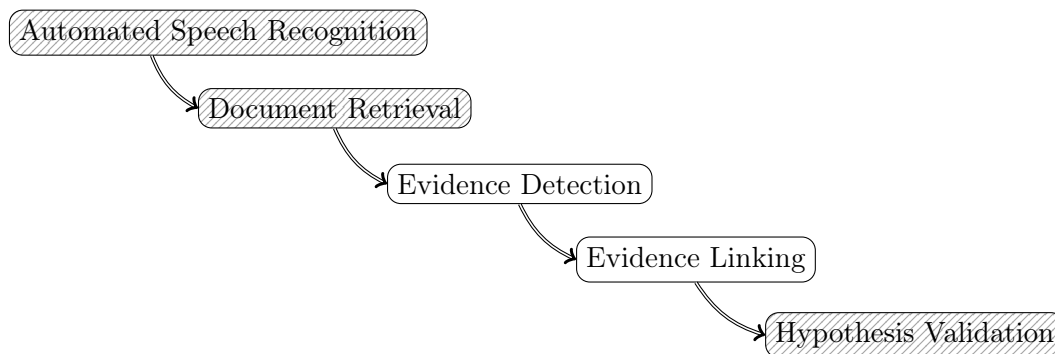 Automated Speech Recognition
Document Retrieval
Evidence Detection
Evidence Linking
Hypothesis Validation